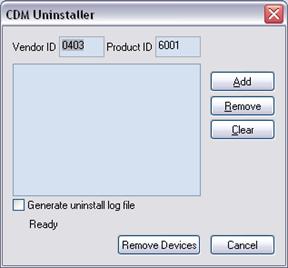 CDM Uninstaller
Vendor ID 0403 Product ID 6001
Add
Remove
Clear
Generate uninstall log file
Ready
Remove Devices Cancel